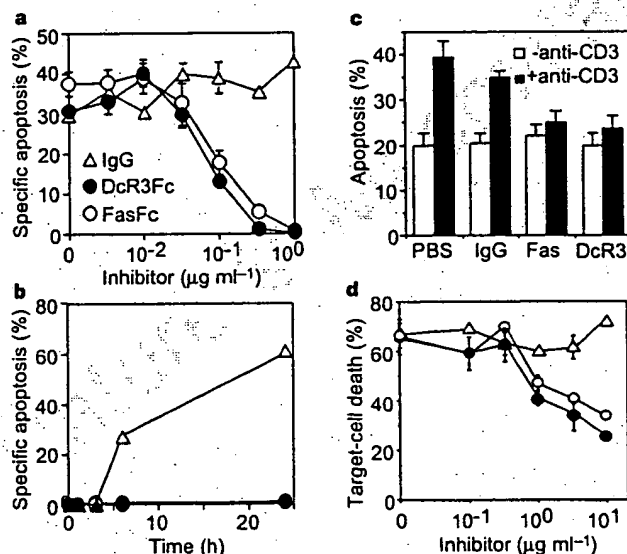 a
Specific apoptosis (%)
50
40
30
20
10
0
△ IgG
● DcR3Fc
○ FasFc
0 10-2 10-1 100
Inhibitor (µg ml–1)
b
Specific apoptosis (%)
80
60
40
20
0
0 10 20
Time (h)
c
Apoptosis (%)
40
30
20
10
0
-anti-CD3
+anti-CD3
PBS IgG Fas DcR3
d
Target-cell death (%)
80
60
40
20
0
0 10-1 100 101
Inhibitor (µg ml–1)